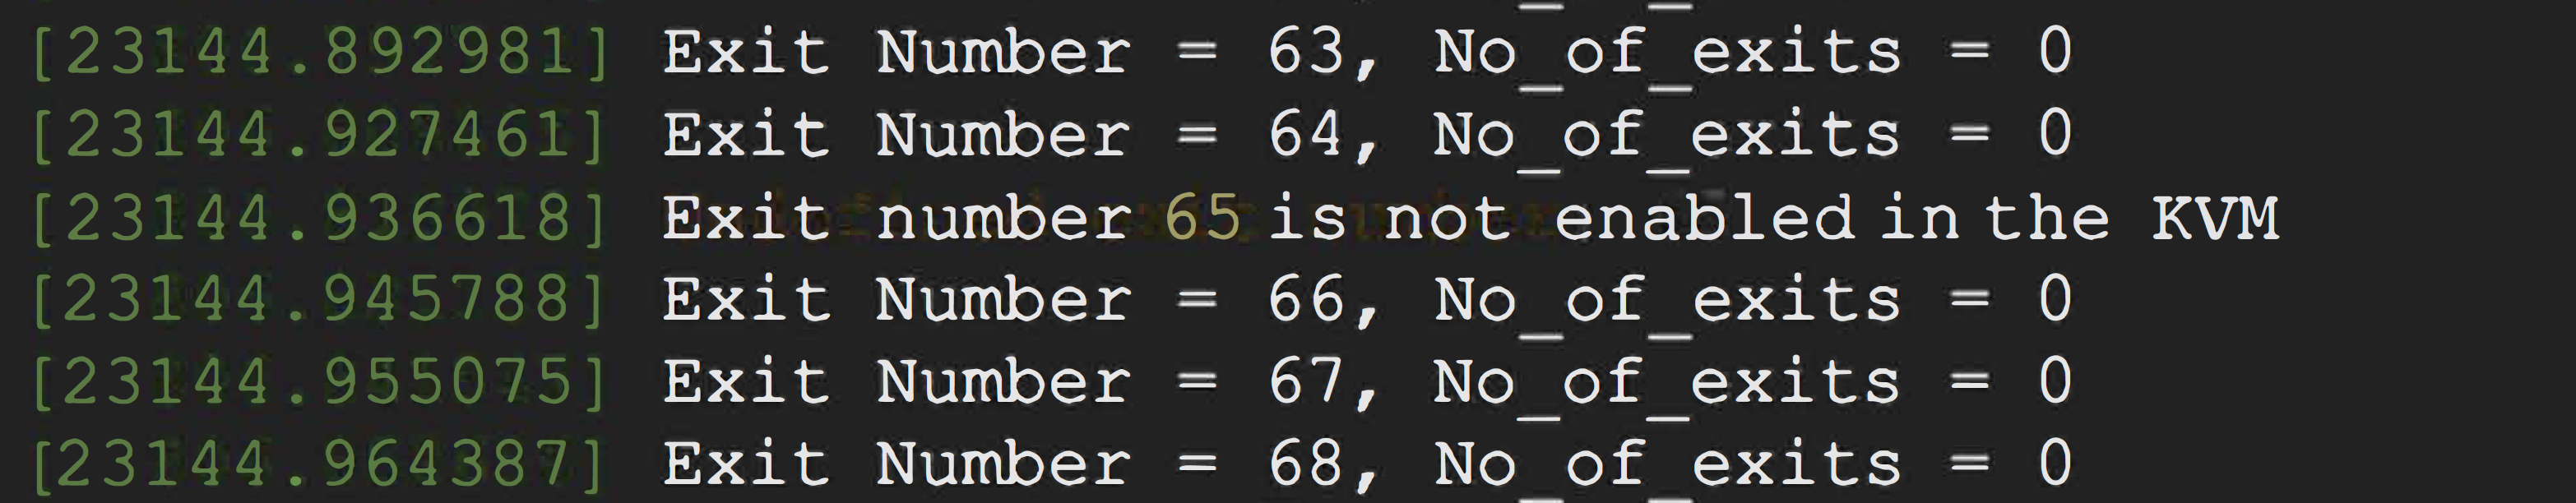 [23144.892981] Exit Number = 63, No_of_exits = 0
[23144.927461] Exit Number = 64, No_of_exits = 0
[23144.936618] Exit number 65 is not enabled in the KVM
[23144.945788] Exit Number = 66, No_of_exits = 0
[23144.955075] Exit Number = 67, No_of_exits = 0
[23144.964387] Exit Number = 68, No_of_exits = 0